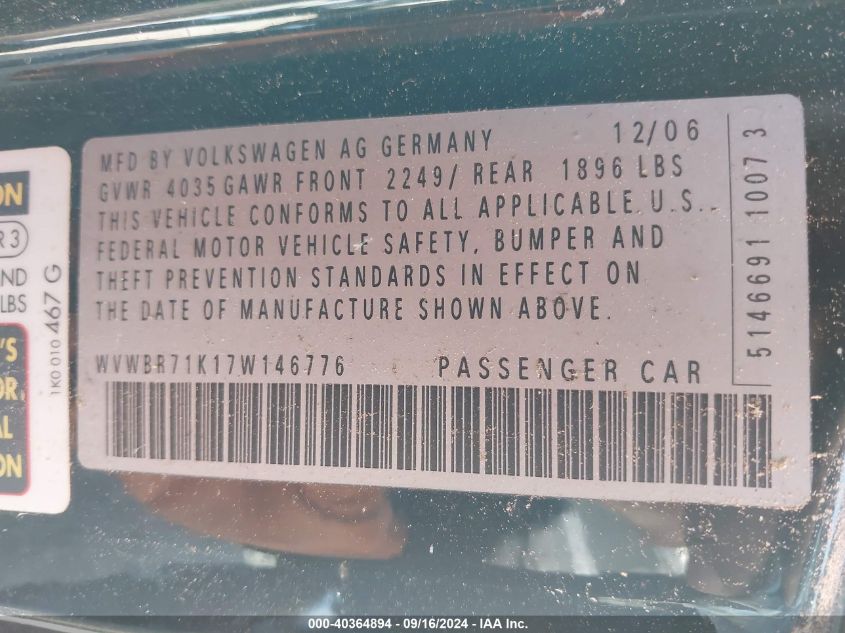 MFD BY VOLKSWAGEN AG GERMANY 12/06
GVWR 4035 GAWR FRONT 2249/ REAR 1896 LBS
THIS VEHICLE CONFORMS TO ALL APPLICABLE U.S.
FEDERAL MOTOR VEHICLE SAFETY, BUMPER AND
THEFT PREVENTION STANDARDS IN EFFECT ON
THE DATE OF MANUFACTURE SHOWN ABOVE.
WVWBR71K17W146776 PASSENGER CAR
5146691 10073
ON
R3
ND
LBS
'S
OR
AL
ON
1K0 010 467 G
000-40364894 - 09/16/2024 - IAA Inc.